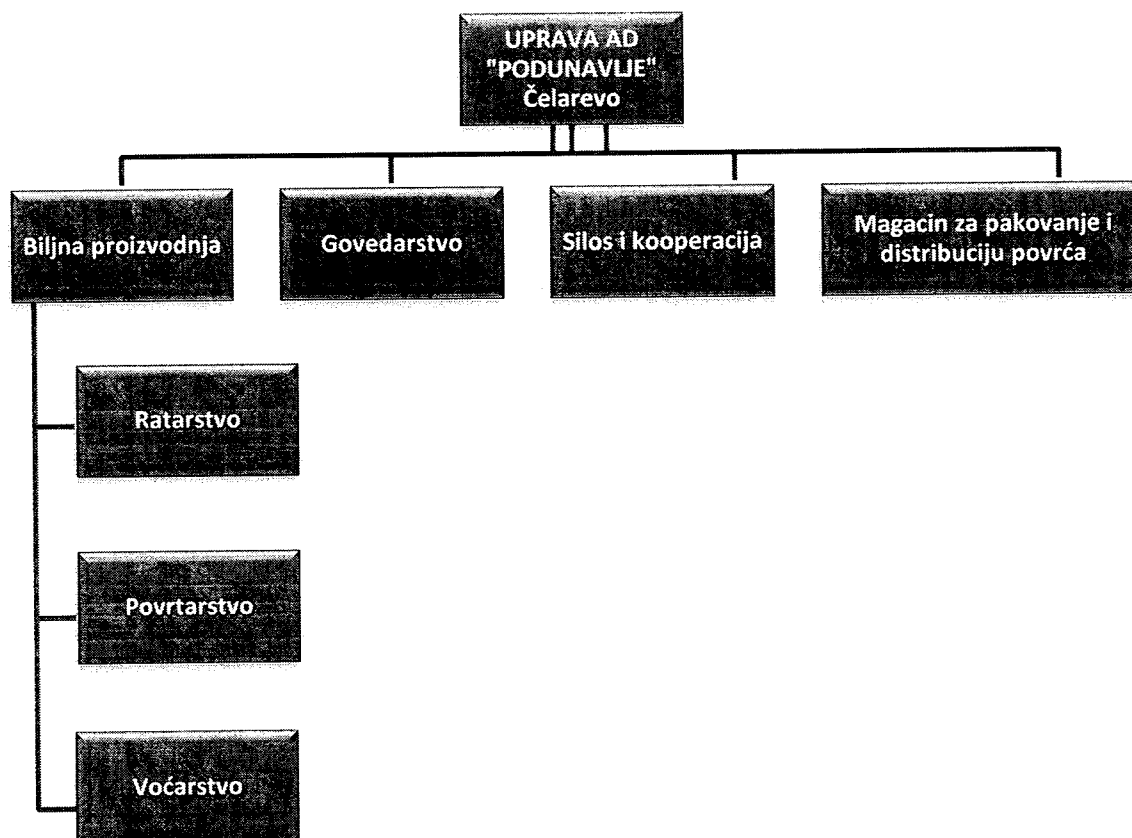 UPRAVA AD
"PODUNAVLJE"
Čelarevo
Biljna proizvodnja
Govedarstvo
Silos i kooperacija
Magacin za pakovanje i
distribuciju povrća
Ratarstvo
Povrtarstvo
Voćarstvo